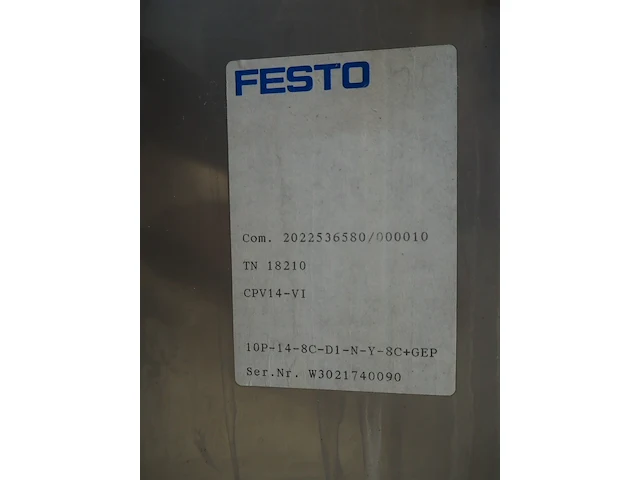 FESTO
Com. 2022536580/000010
TN 18210
CPV14-VI
10P-14-8C-D1-N-Y-8C+GEP
Ser.Nr. W3021740090